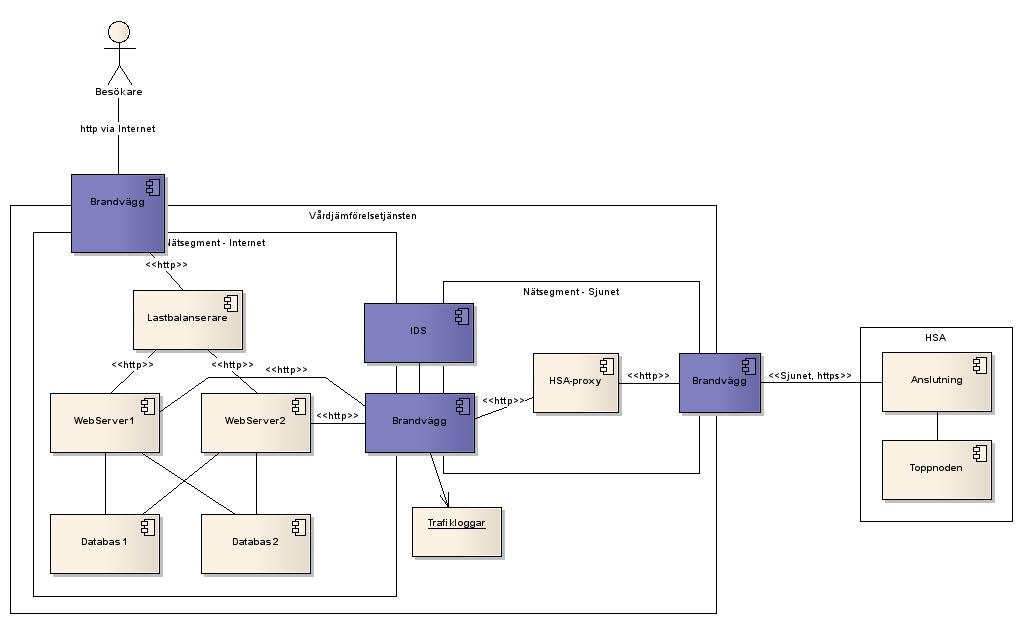 Besökare
http via Internet
Brandvägg
Vårdjämförelsetjänsten
Nätsegment - Internet
<<http>>
Lastbalanserare
Nätsegment - Sjunet
IDS
<<http>>
<<http>>
<<http>>
HSA
HSA-proxy
<<http>>
Brandvägg
<<Sjunet, https>>
Anslutning
WebServer1
WebServer2
<<http>>
Brandvägg
<<http>>
Toppnoden
Trafikloggar
Databas1
Databas2